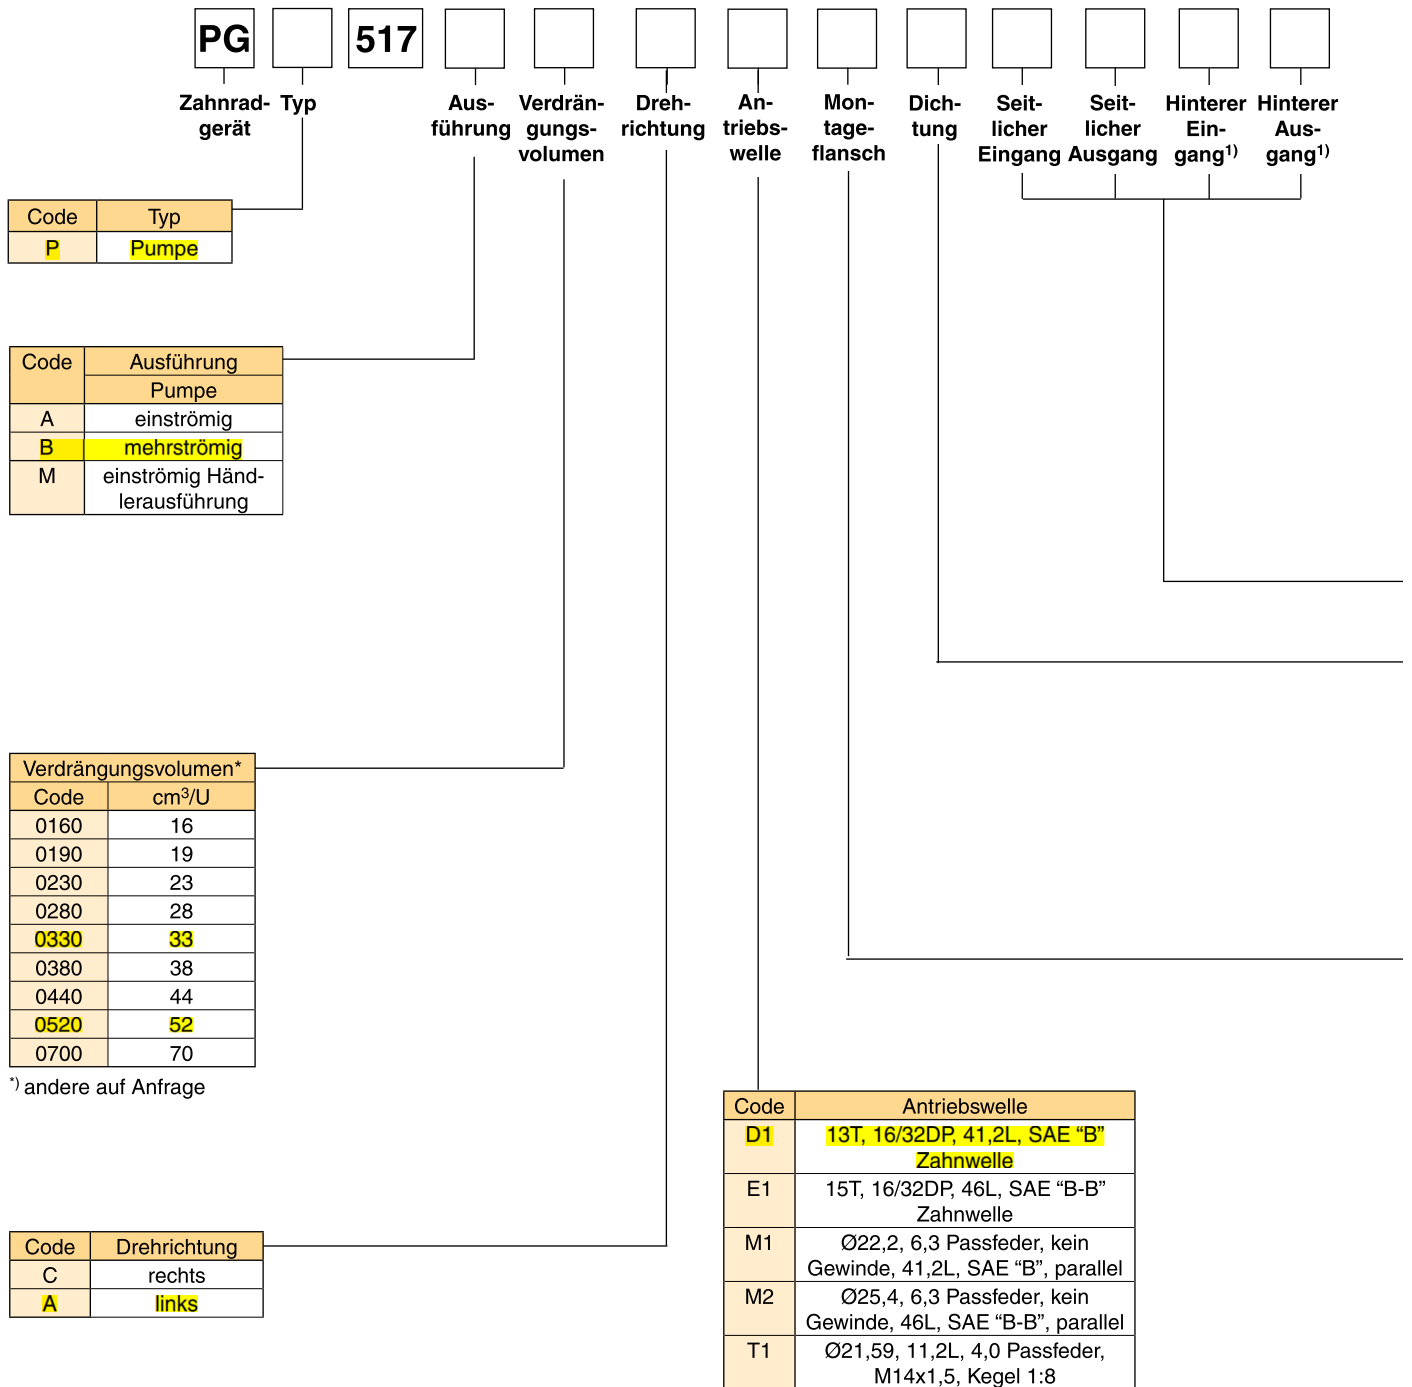 PG 517
Zahnrad- Typ Aus- Verdrän- Dreh- An- Mon- Dich- Seit- Seit- Hinterer Hinterer
gerät führung gungs- richtung triebs- tage- tung licher licher Ein- Aus-
volumen welle flansch Eingang Ausgang gang1) gang1)
Code Typ
P Pumpe
Code Ausführung
Pumpe
A einströmig
B mehrströmig
M einströmig Händ-
lerausführung
Verdrängungsvolumen*
Code cm³/U
0160 16
0190 19
0230 23
0280 28
0330 33
0380 38
0440 44
0520 52
0700 70
*) andere auf Anfrage
Code Drehrichtung
C rechts
A links
Code Antriebswelle
D1 13T, 16/32DP, 41,2L, SAE “B”
Zahnwelle
E1 15T, 16/32DP, 46L, SAE “B-B”
Zahnwelle
M1 Ø22,2, 6,3 Passfeder, kein
Gewinde, 41,2L, SAE “B”, parallel
M2 Ø25,4, 6,3 Passfeder, kein
Gewinde, 46L, SAE “B-B”, parallel
T1 Ø21,59, 11,2L, 4,0 Passfeder,
M14x1,5, Kegel 1:8